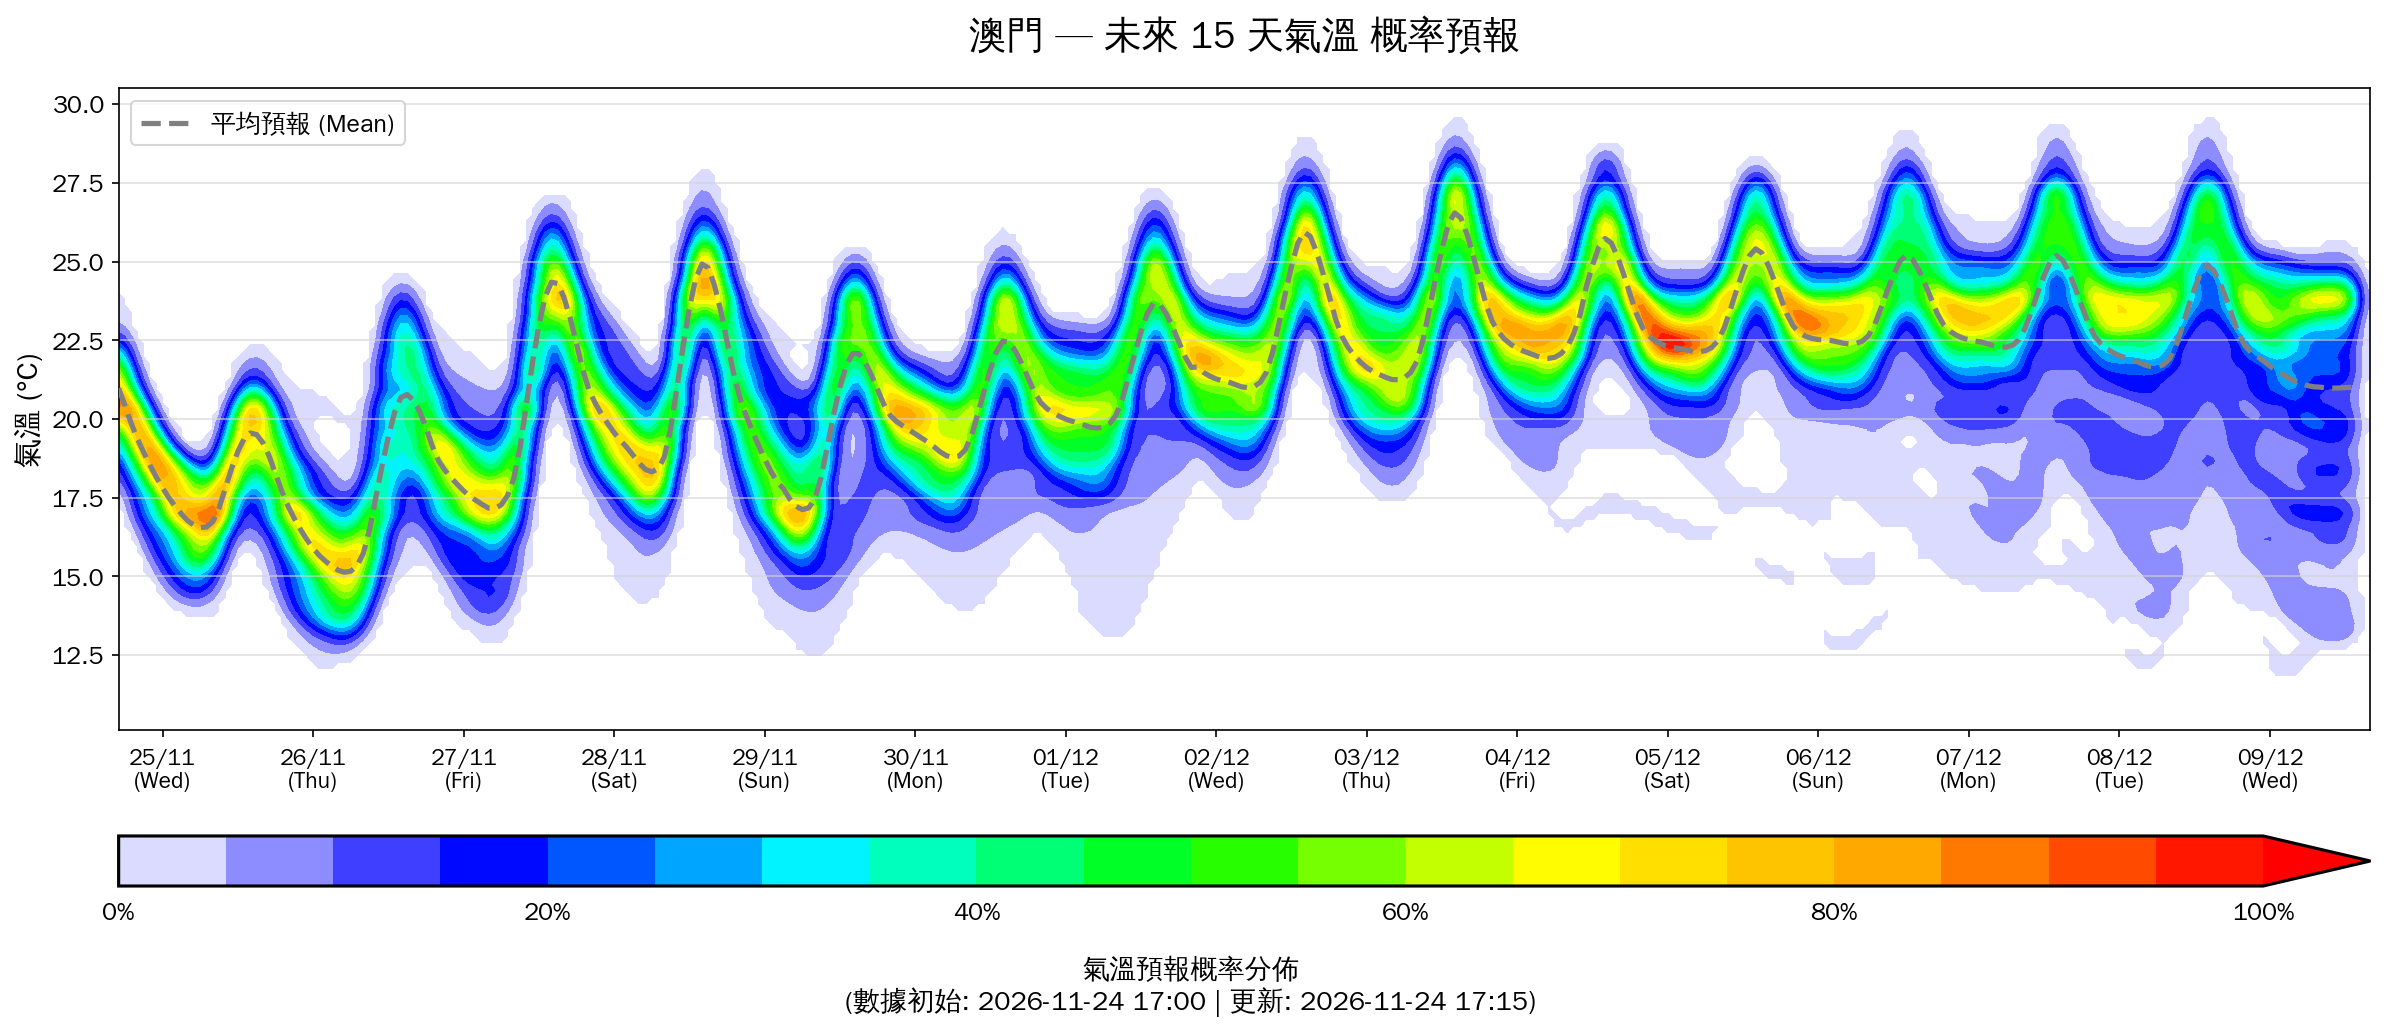 澳門 — 未來 15 天氣溫 概率預報
30.0
27.5
25.0
22.5
20.0
17.5
15.0
12.5
氣溫 (°C)
平均預報 (Mean)
25/11 26/11 27/11 28/11 29/11 30/11 01/12 02/12 03/12 04/12 05/12 06/12 07/12 08/12 09/12
(Wed) (Thu) (Fri) (Sat) (Sun) (Mon) (Tue) (Wed) (Thu) (Fri) (Sat) (Sun) (Mon) (Tue) (Wed)
0% 20% 40% 60% 80% 100%
氣溫預報概率分佈
(數據初始: 2026-11-24 17:00 | 更新: 2026-11-24 17:15)